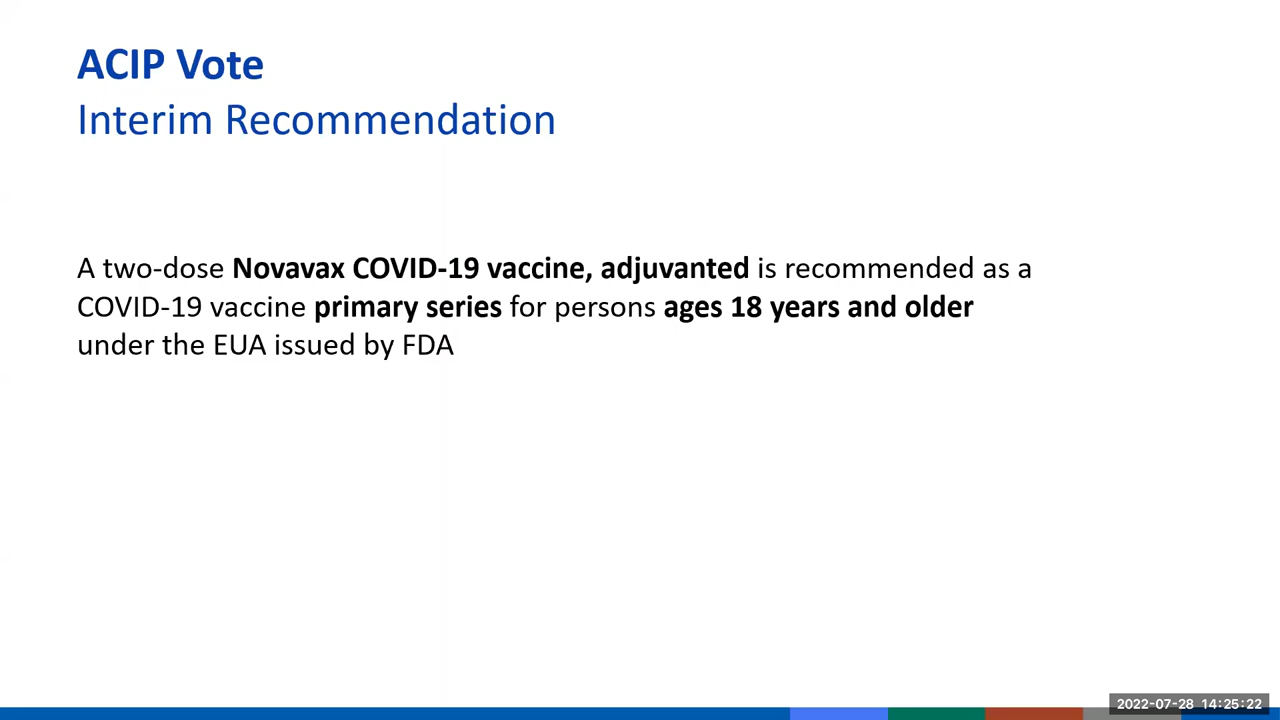 ACIP Vote
Interim Recommendation
A two-dose Novavax COVID-19 vaccine, adjuvanted is recommended as a
COVID-19 vaccine primary series for persons ages 18 years and older
under the EUA issued by FDA
2022-07-28 14:25:22